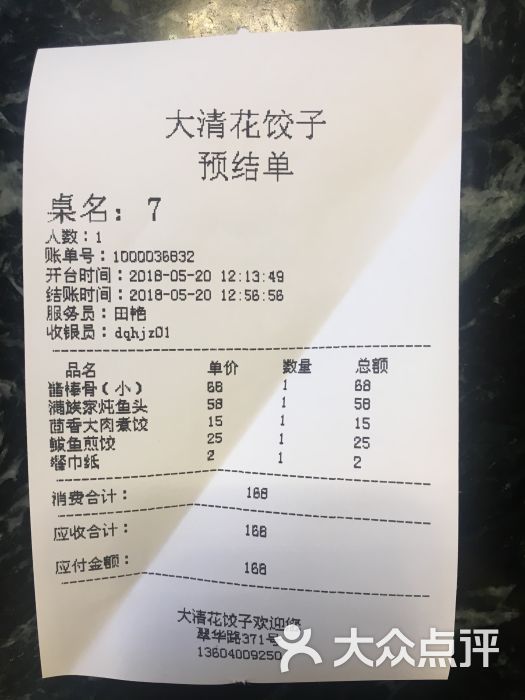 大清花饺子
预结单
桌名：7
人数：1
账单号：1000036832
开台时间：2018-05-20 12:13:49
结账时间：2018-05-20 12:56:56
服务员：田艳
收银员：dqhjz01
品名 单价 数量 总额
酱棒骨（小） 68 1 68
满族家炖鱼头 58 1 58
茴香大肉煮饺 15 1 15
鲅鱼煎饺 25 1 25
餐巾纸 2 1 2
消费合计： 168
应收合计： 168
应付金额： 168
大清花饺子欢迎您
翠华路371号
13604009250
大众点评